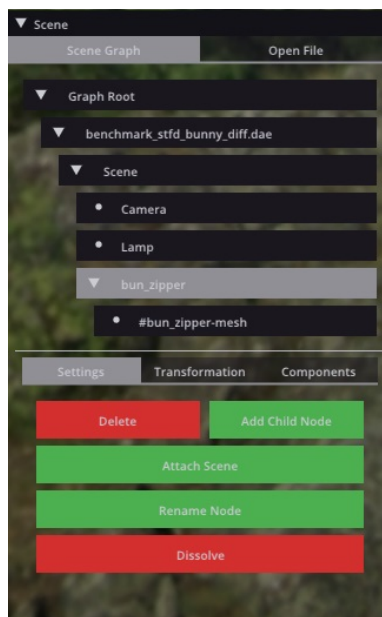 Scene
Scene Graph Open File
Graph Root
benchmark_stfd_bunny_diff.dae
Scene
Camera
Lamp
bun_zipper
#bun_zipper-mesh
Settings Transformation Components
Delete Add Child Node
Attach Scene
Rename Node
Dissolve